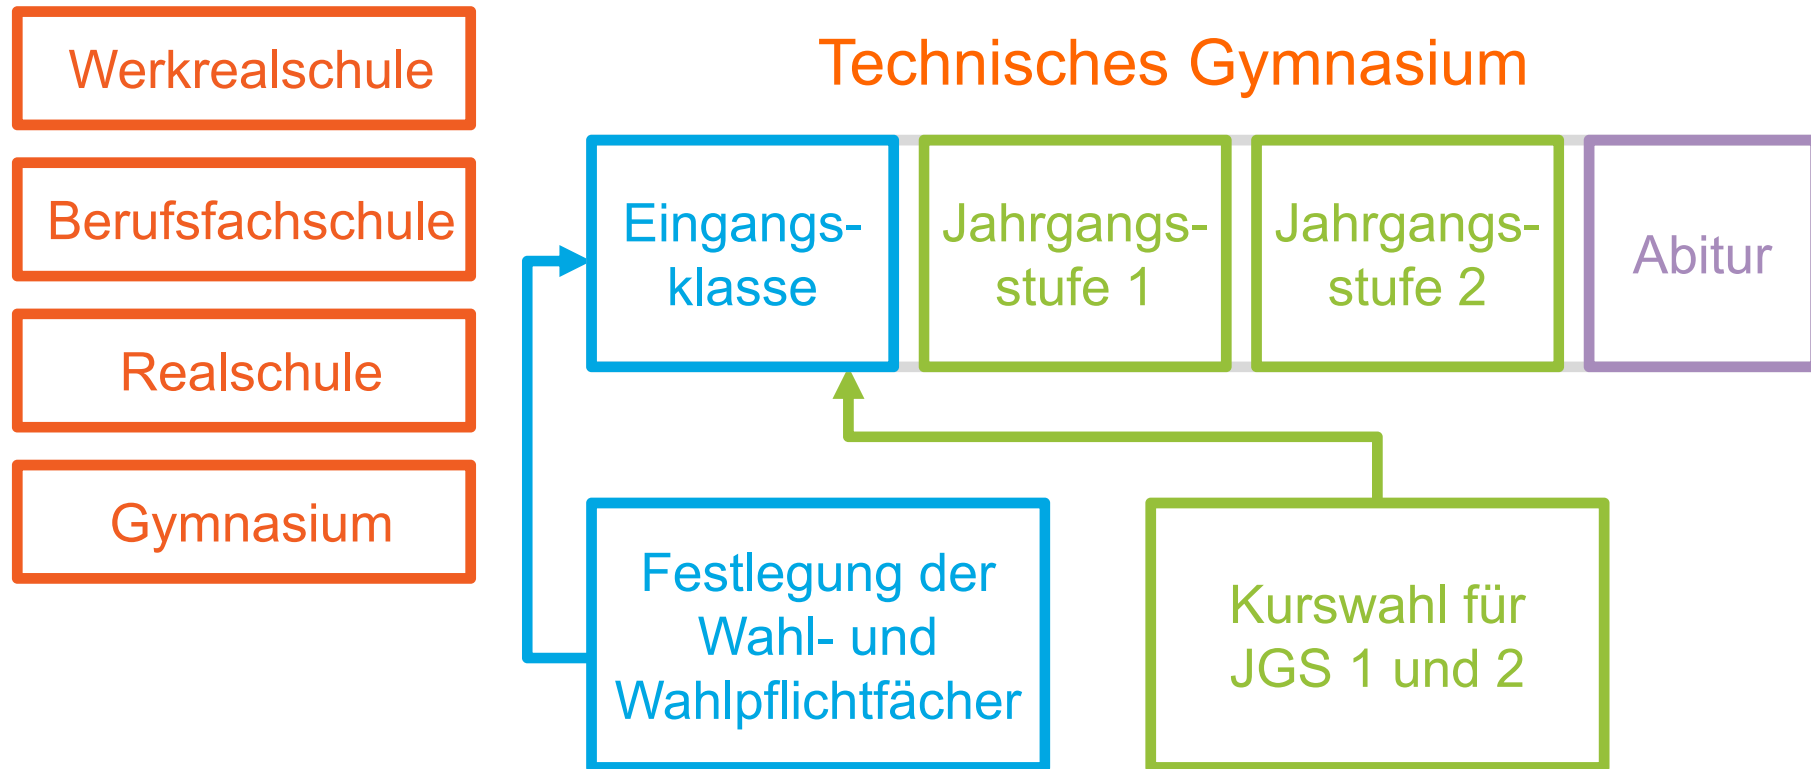 Werkrealschule
Berufsfachschule
Realschule
Gymnasium
Technisches Gymnasium
Eingangs-
klasse
Jahrgangs-
stufe 1
Jahrgangs-
stufe 2
Abitur
Festlegung der
Wahl- und
Wahlpflichtfächer
Kurswahl für
JGS 1 und 2